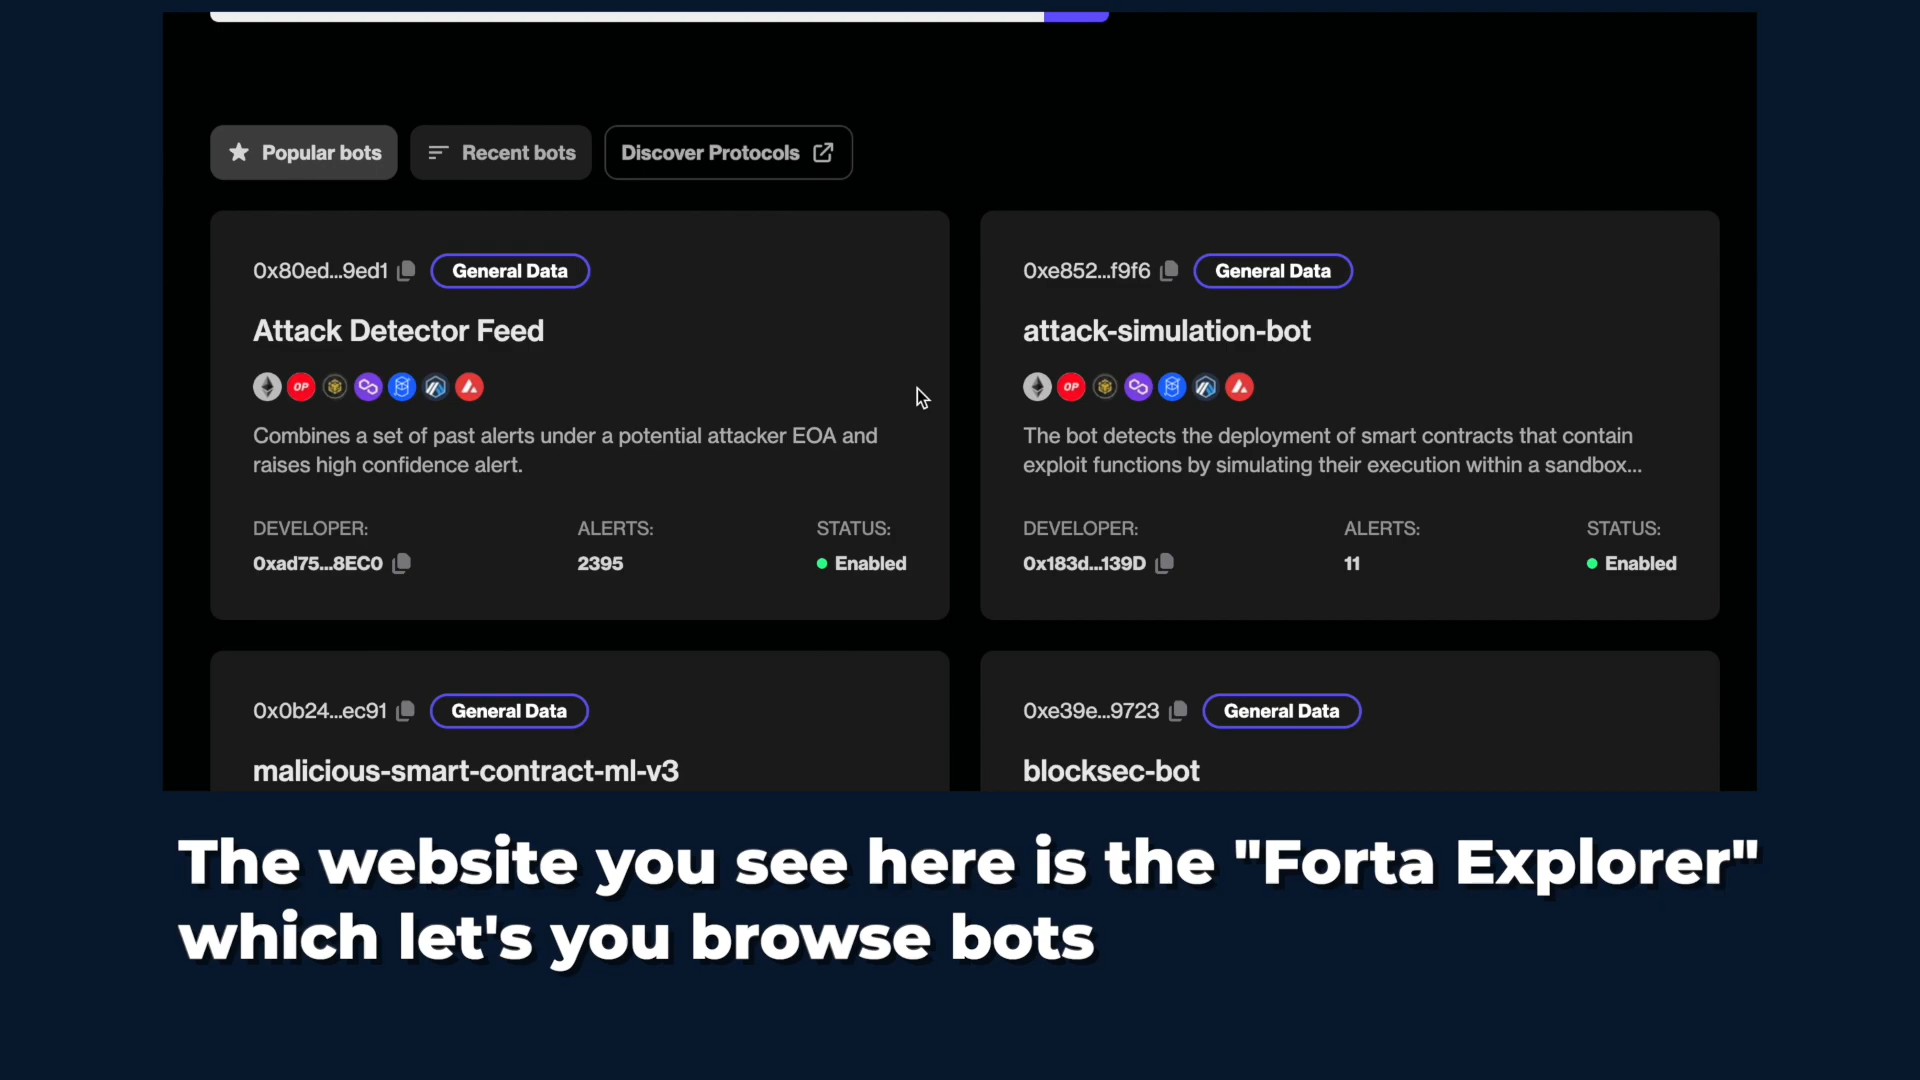 Popular bots
Recent bots
Discover Protocols
0x80ed...9ed1
General Data
Attack Detector Feed
OP
Combines a set of past alerts under a potential attacker EOA and
raises high confidence alert.
DEVELOPER:
ALERTS:
STATUS:
0xad75...8EC0
2395
Enabled
0xe852...f9f6
General Data
attack-simulation-bot
OP
The bot detects the deployment of smart contracts that contain
exploit functions by simulating their execution within a sandbox...
DEVELOPER:
ALERTS:
STATUS:
0x183d...139D
11
Enabled
0x0b24...ec91
General Data
malicious-smart-contract-ml-v3
0xe39e...9723
General Data
blocksec-bot
The website you see here is the "Forta Explorer"
which let's you browse bots